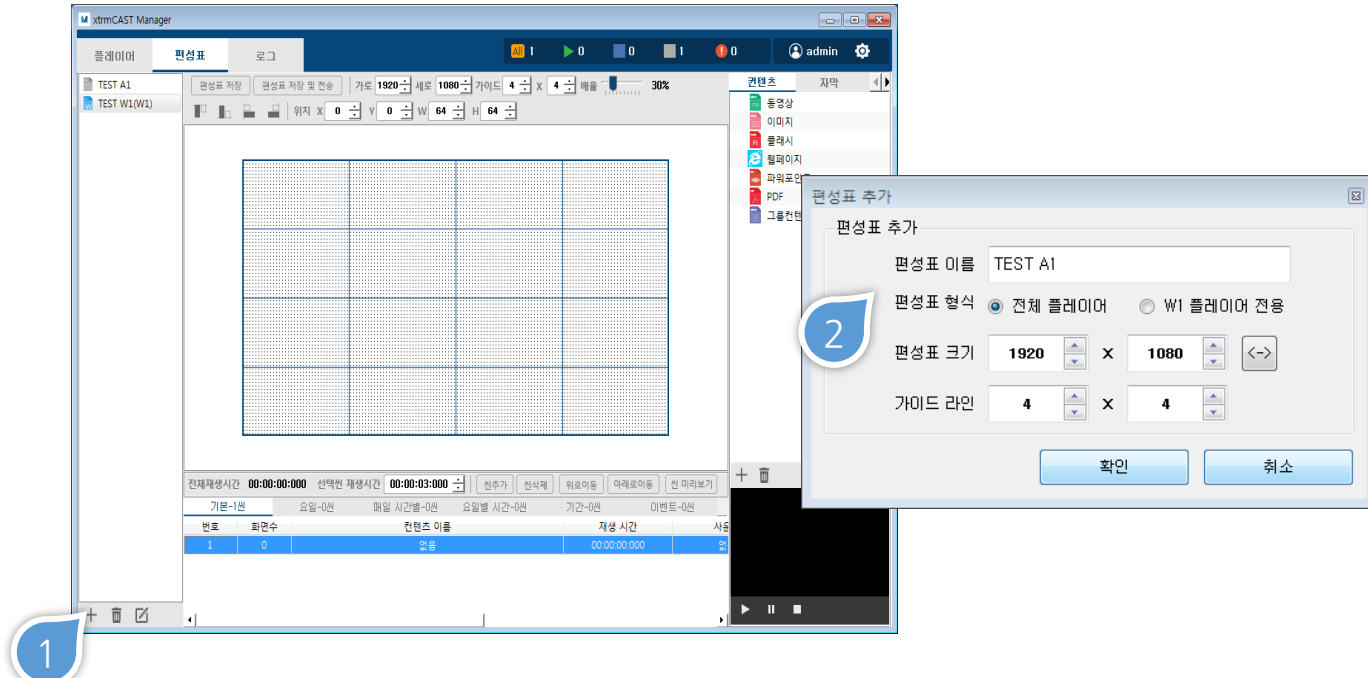 M xtrmCAST Manager
플레이어 편성표 로그 All 1 0 0 1 0 admin
TEST A1
TEST W1(W1)
편성표 저장 편성표 저장 및 전송 가로 1920 세로 1080 가이드 4 X 4 배율 30%
위치 X 0 Y 0 W 64 H 64
컨텐츠 자막
동영상
이미지
플래시
웹페이지
PDF
편성표 추가
편성표 추가
편성표 이름 TEST A1
편성표 형식 전체 플레이어 W1 플레이어 전용
2
편성표 크기 1920 X 1080 <->
가이드 라인 4 X 4
확인 취소
전체재생시간 00:00:00:000 선택씬 재생시간 00:00:03:000 씬추가 씬삭제 위로이동 아래로이동 씬 미리보기
기본-1씬 요일-0씬 매일 시간별-0씬 요일별 시간-0씬 기간-0씬 이벤트-0씬
번호 화면수 컨텐츠 이름 재생 시간
1 0 없음 00:00:00:000
1